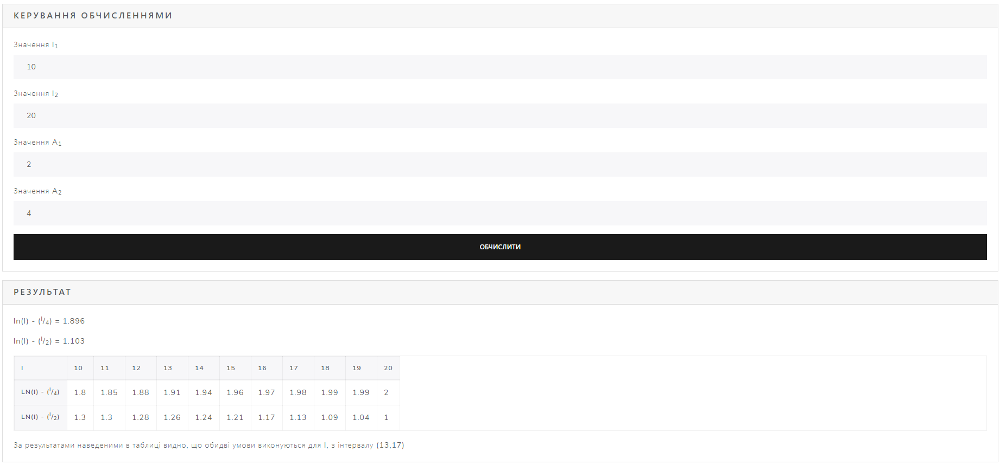 КЕРУВАННЯ ОБЧИСЛЕННЯМИ
Значення I₁
10
Значення I₂
20
Значення A₁
2
Значення A₂
4
ОБЧИСЛИТИ
РЕЗУЛЬТАТ
ln(I) - (ᴵ/₄) = 1.896
ln(I) - (ᴵ/₂) = 1.103
I 10 11 12 13 14 15 16 17 18 19 20
LN(I) - (ᴵ/₄) 1.8 1.85 1.88 1.91 1.94 1.96 1.97 1.98 1.99 1.99 2
LN(I) - (ᴵ/₂) 1.3 1.3 1.28 1.26 1.24 1.21 1.17 1.13 1.09 1.04 1
За результатами наведеними в таблиці видно, що обидві умови виконуються для I, з інтервалу (13,17)